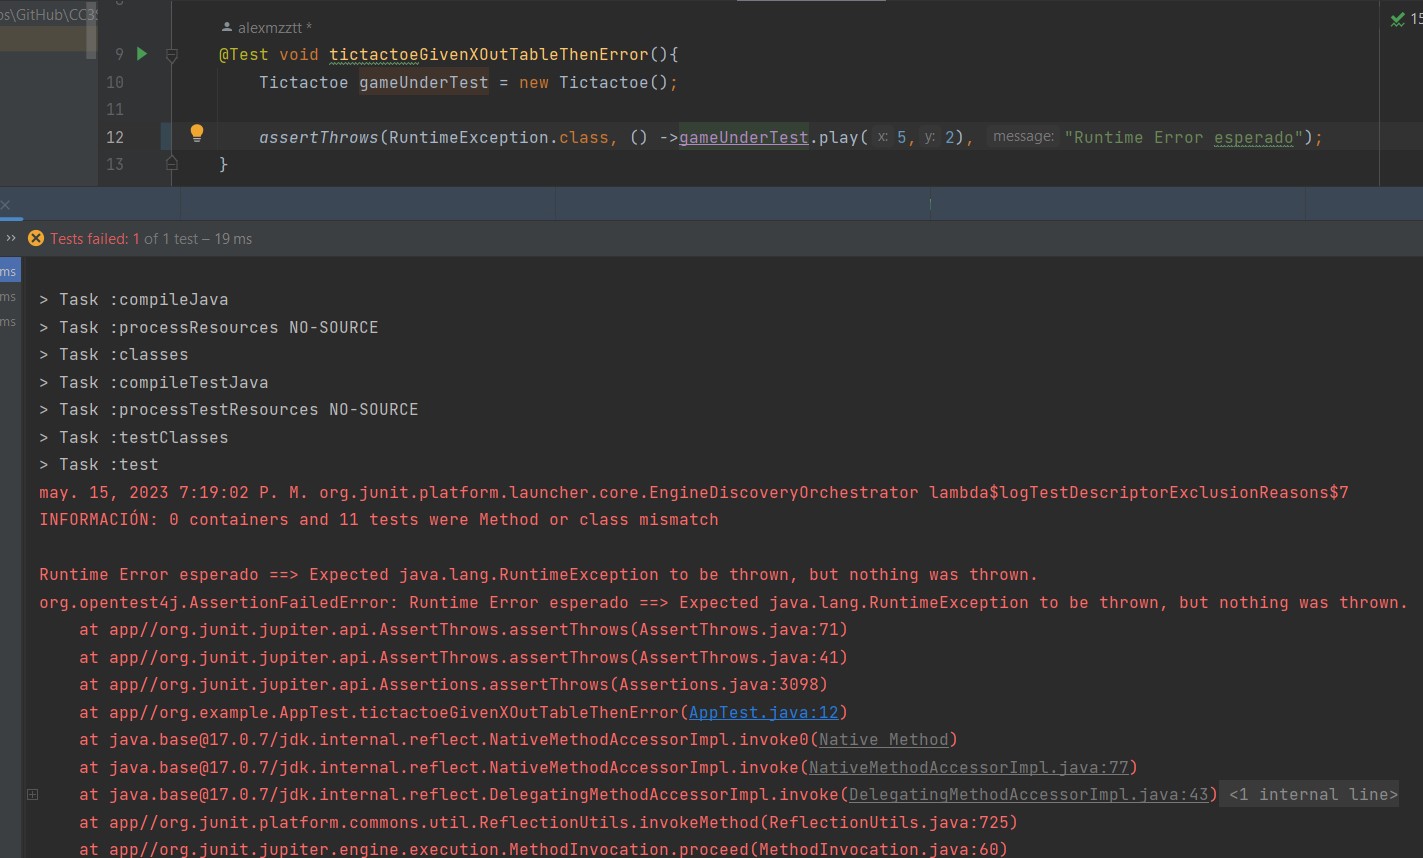 os\GitHub\CC3S
alexmzztt *
9 @Test void tictactoeGivenXOutTableThenError(){
10 Tictactoe gameUnderTest = new Tictactoe();
11
12 assertThrows(RuntimeException.class, () ->gameUnderTest.play( x: 5, y: 2), message: "Runtime Error esperado");
13 }
15
» Tests failed: 1 of 1 test – 19 ms
ms
ms
ms
> Task :compileJava
> Task :processResources NO-SOURCE
> Task :classes
> Task :compileTestJava
> Task :processTestResources NO-SOURCE
> Task :testClasses
> Task :test
may. 15, 2023 7:19:02 P. M. org.junit.platform.launcher.core.EngineDiscoveryOrchestrator lambda$logTestDescriptorExclusionReasons$7
INFORMACIÓN: 0 containers and 11 tests were Method or class mismatch
Runtime Error esperado ==> Expected java.lang.RuntimeException to be thrown, but nothing was thrown.
org.opentest4j.AssertionFailedError: Runtime Error esperado ==> Expected java.lang.RuntimeException to be thrown, but nothing was thrown.
at app//org.junit.jupiter.api.AssertThrows.assertThrows(AssertThrows.java:71)
at app//org.junit.jupiter.api.AssertThrows.assertThrows(AssertThrows.java:41)
at app//org.junit.jupiter.api.Assertions.assertThrows(Assertions.java:3098)
at app//org.example.AppTest.tictactoeGivenXOutTableThenError(AppTest.java:12)
at java.base@17.0.7/jdk.internal.reflect.NativeMethodAccessorImpl.invoke0(Native Method)
at java.base@17.0.7/jdk.internal.reflect.NativeMethodAccessorImpl.invoke(NativeMethodAccessorImpl.java:77)
at java.base@17.0.7/jdk.internal.reflect.DelegatingMethodAccessorImpl.invoke(DelegatingMethodAccessorImpl.java:43) <1 internal line>
at app//org.junit.platform.commons.util.ReflectionUtils.invokeMethod(ReflectionUtils.java:725)
at app//org.junit.jupiter.engine.execution.MethodInvocation.proceed(MethodInvocation.java:60)